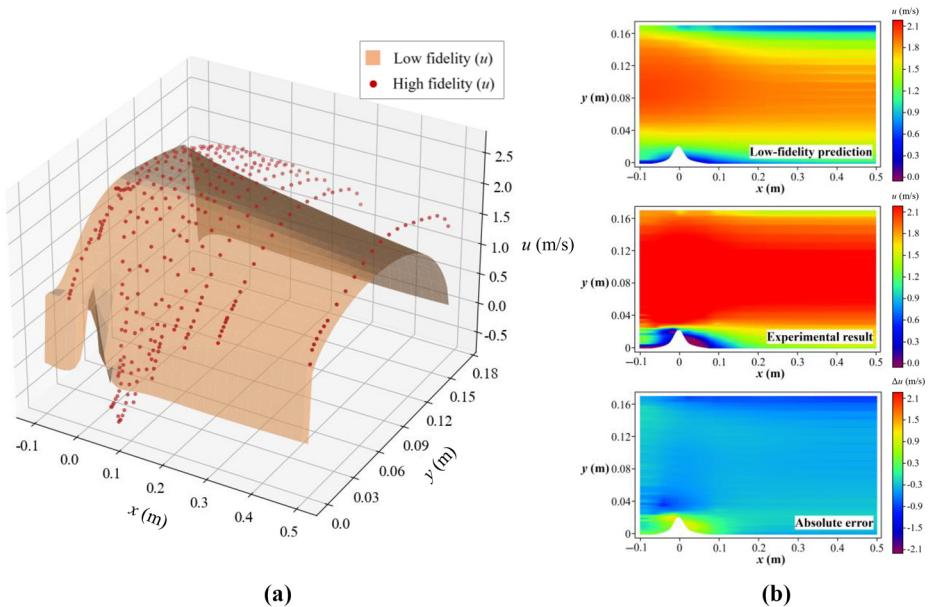 Low fidelity (u)
High fidelity (u)
2.5
2.0
1.5
1.0
0.5
0.0
-0.5
u (m/s)
0.18
0.15
0.12
0.09
0.06
0.03
0.0
y (m)
-0.1
0.0
0.1
0.2
0.3
0.4
0.5
x (m)
(a)
u (m/s)
0.16
0.12
y (m) 0.08
0.04
0
Low-fidelity prediction
−0.1 0 0.1 0.2 0.3 0.4 0.5
x (m)
2.1
1.8
1.5
1.2
0.9
0.6
0.3
0.0
u (m/s)
0.16
0.12
y (m) 0.08
0.04
0
Experimental result
−0.1 0 0.1 0.2 0.3 0.4 0.5
x (m)
2.1
1.8
1.5
1.2
0.9
0.6
0.3
0.0
Δu (m/s)
0.16
0.12
y (m) 0.08
0.04
0
Absolute error
−0.1 0 0.1 0.2 0.3 0.4 0.5
x (m)
2.1
1.5
0.9
0.3
-0.3
-0.9
-1.5
-2.1
(b)